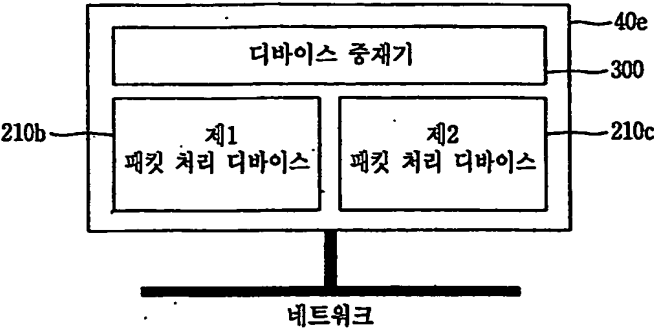 40e
디바이스 중재기
300
210b
제1
패킷 처리 디바이스
제2
패킷 처리 디바이스
210c
네트워크